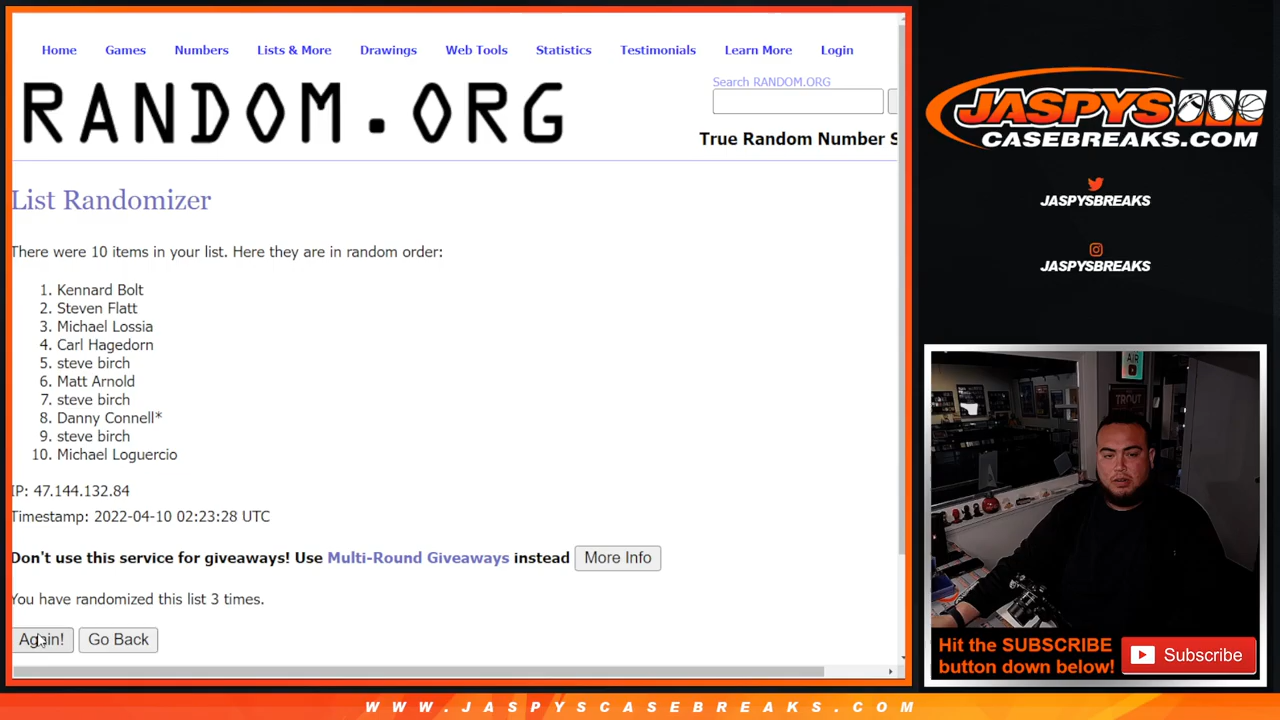 Home Games Numbers Lists & More Drawings Web Tools Statistics Testimonials Learn More Login
RANDOM.ORG
Search RANDOM.ORG
True Random Number S
List Randomizer
There were 10 items in your list. Here they are in random order:
1. Kennard Bolt
2. Steven Flatt
3. Michael Lossia
4. Carl Hagedorn
5. steve birch
6. Matt Arnold
7. steve birch
8. Danny Connell*
9. steve birch
10. Michael Loguercio
IP: 47.144.132.84
Timestamp: 2022-04-10 02:23:28 UTC
Don't use this service for giveaways! Use Multi-Round Giveaways instead More Info
You have randomized this list 3 times.
Again! Go Back
JASPYS
CASEBREAKS.COM
JASPYSBREAKS
JASPYSBREAKS
AIR
TROUT
Hit the SUBSCRIBE
button down below!
Subscribe
WWW.JASPYSCASEBREAKS.COM